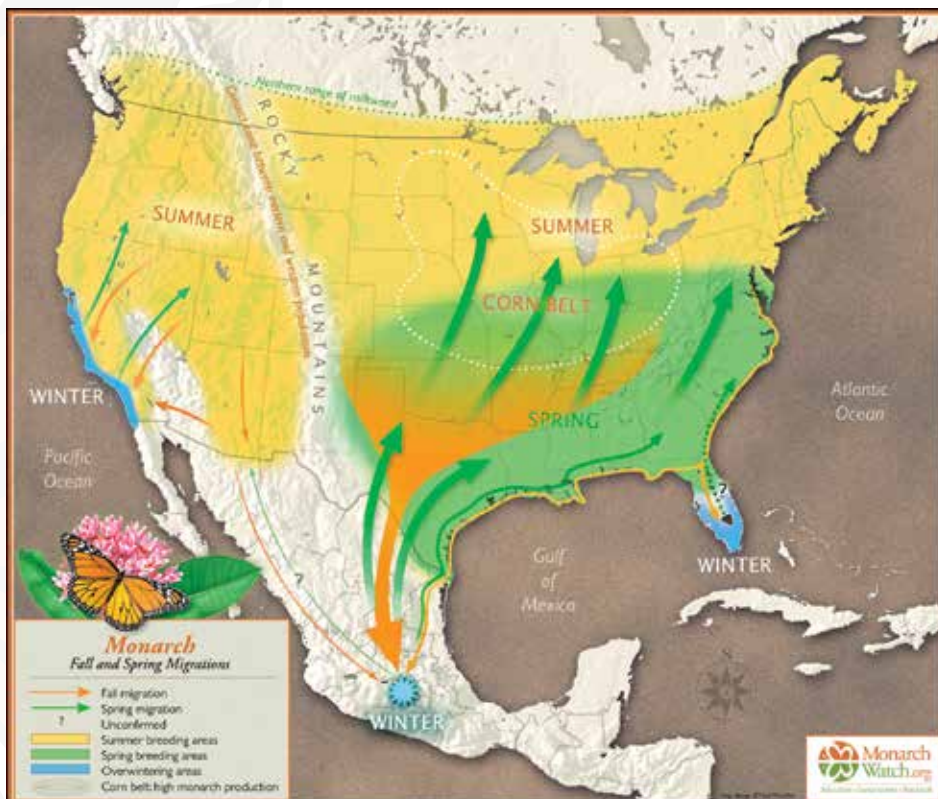 Northern range of milkweed
ROCKY
MOUNTAINS
SUMMER
SUMMER
CORN BELT
SPRING
WINTER
WINTER
WINTER
Pacific
Ocean
Atlantic
Ocean
Gulf
of
Mexico
?
Monarch
Fall and Spring Migrations
Fall migration
Spring migration
? Unconfirmed
Summer breeding areas
Spring breeding areas
Overwintering areas
Corn belt: high monarch production
Monarch
Watch.org